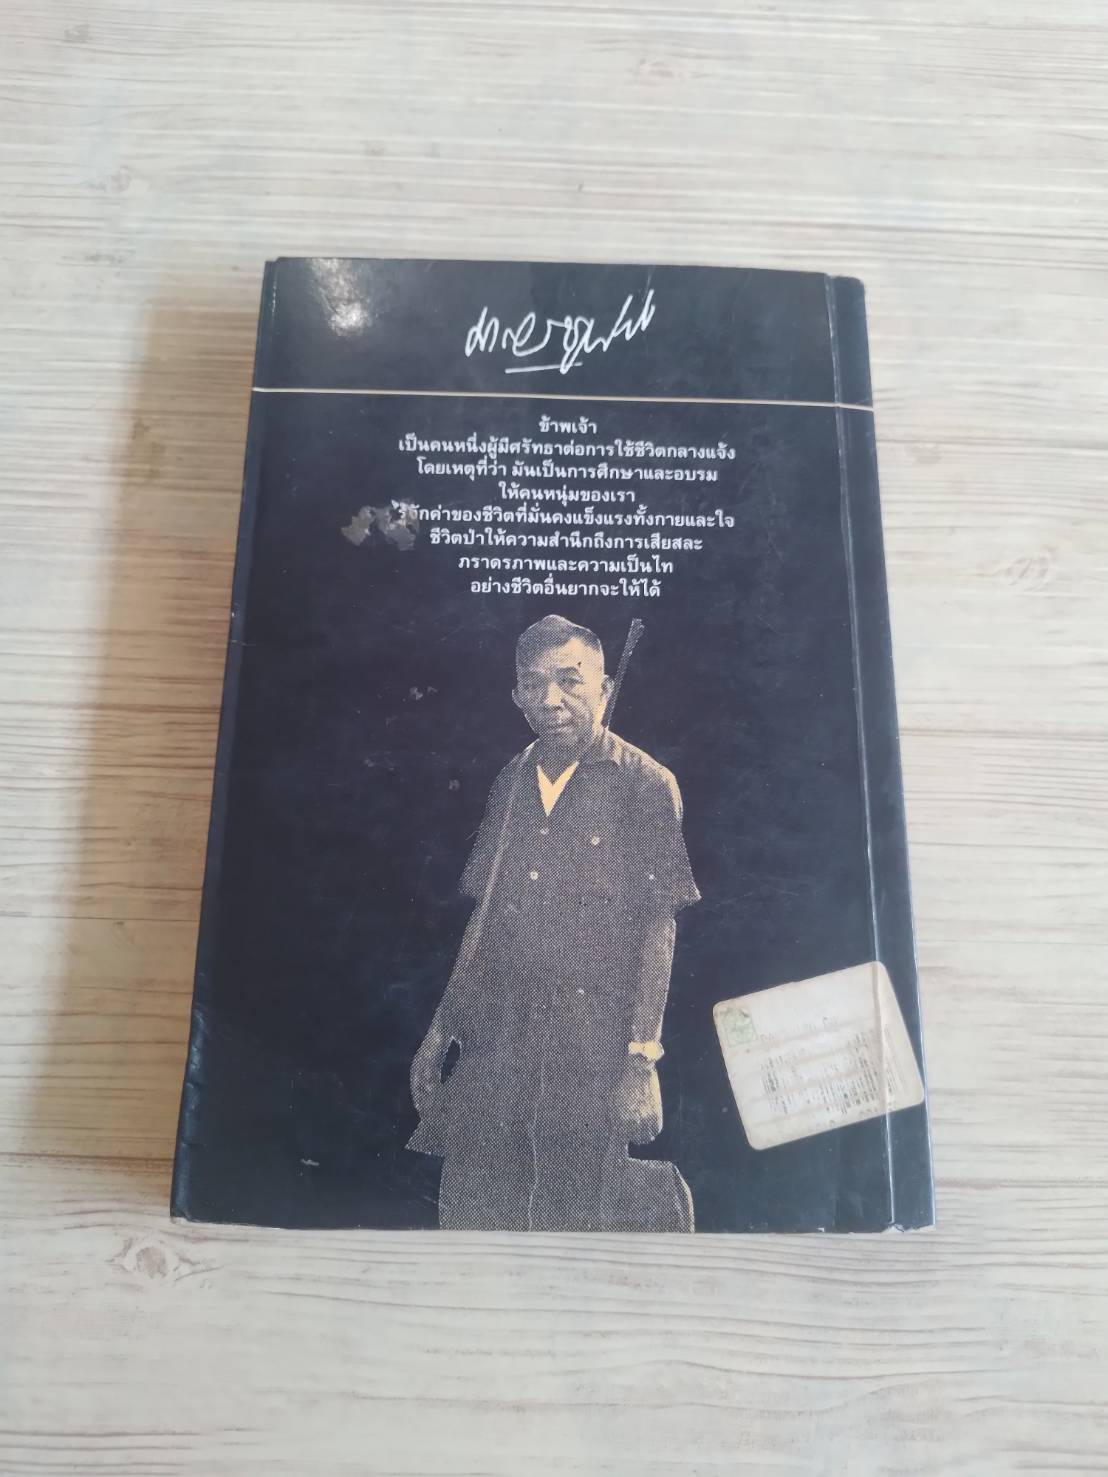 ข้าพเจ้า
เป็นคนหนึ่งผู้มีศรัทธาต่อการใช้ชีวิตกลางแจ้ง
โดยเหตุที่ว่า มันเป็นการศึกษาและอบรม
ให้คนหนุ่มของเรา
รู้จักค่าของชีวิตที่มั่นคงแข็งแรงทั้งกายและใจ
ชีวิตป่าให้ความสำนึกถึงการเสียสละ
ภราดรภาพและความเป็นไท
อย่างชีวิตอื่นยากจะให้ได้